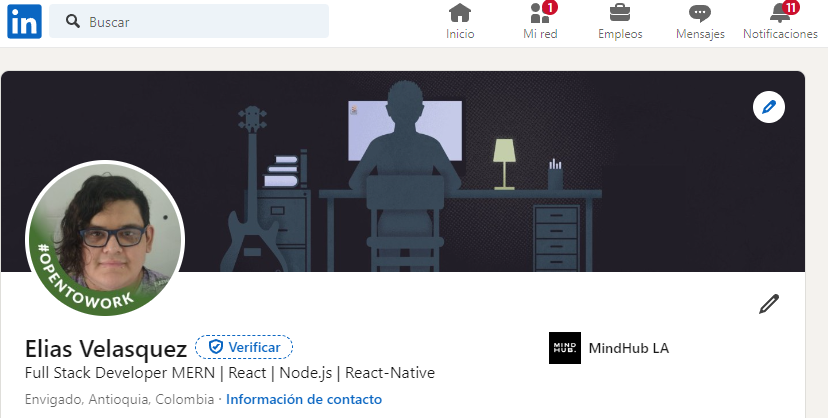 in
Buscar
1
11
Inicio
Mi red
Empleos
Mensajes
Notificaciones
#OPENTOWORK
Elias Velasquez
Verificar
MIND
HUB.
MindHub LA
Full Stack Developer MERN | React | Node.js | React-Native
Envigado, Antioquia, Colombia · Información de contacto